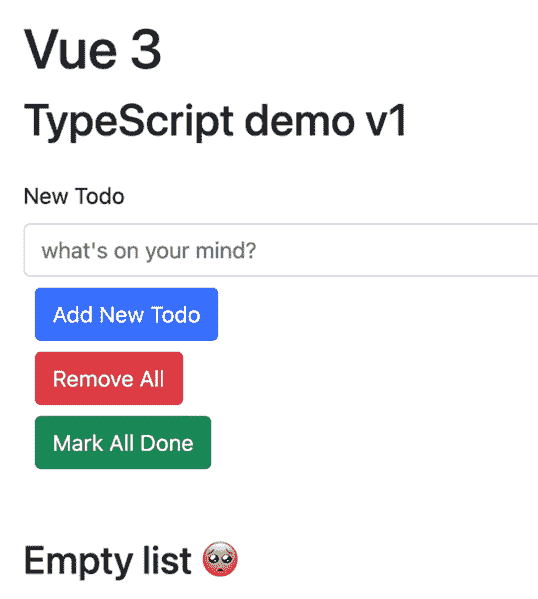 Vue 3
TypeScript demo v1
New Todo
what's on your mind?
Add New Todo
Remove All
Mark All Done
Empty list 🥺